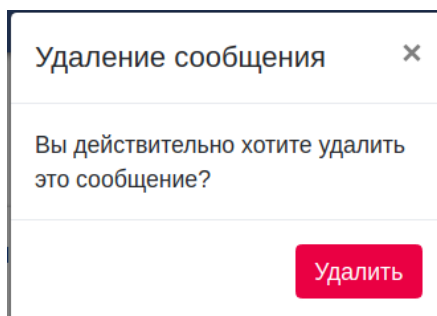 Удаление сообщения ×
Вы действительно хотите удалить
это сообщение?
Удалить